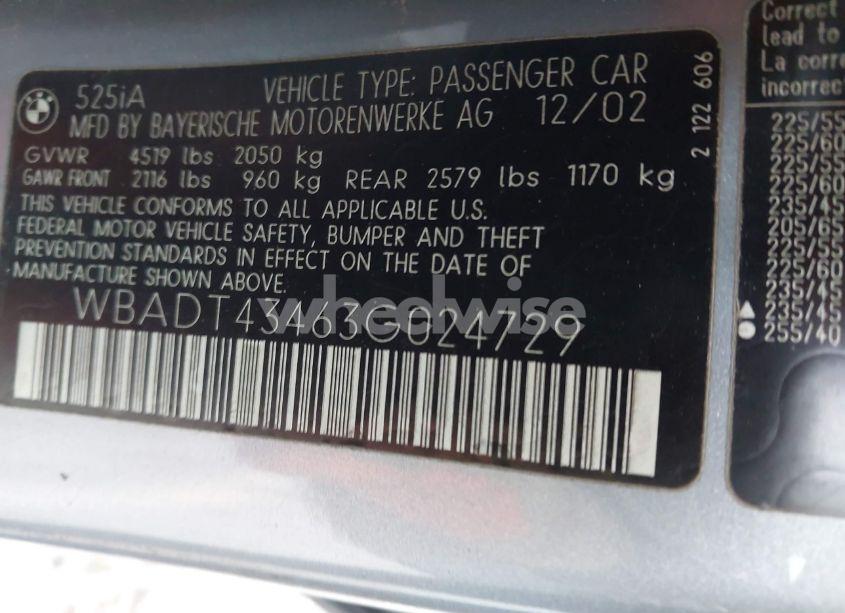 BMW
525iA VEHICLE TYPE: PASSENGER CAR
MFD BY BAYERISCHE MOTORENWERKE AG 12/02
GVWR 4519 lbs 2050 kg
GAWR FRONT 2116 lbs 960 kg REAR 2579 lbs 1170 kg
THIS VEHICLE CONFORMS TO ALL APPLICABLE U.S.
FEDERAL MOTOR VEHICLE SAFETY, BUMPER AND THEFT
PREVENTION STANDARDS IN EFFECT ON THE DATE OF
MANUFACTURE SHOWN ABOVE.
WBADT43463G024729
wheelwise
2 122 606
Correct
lead to
La corre
incorrect
225/55
225/60
225/55
225/60
235/45
205/65
225/55
225/60
235/45
235/45
255/40